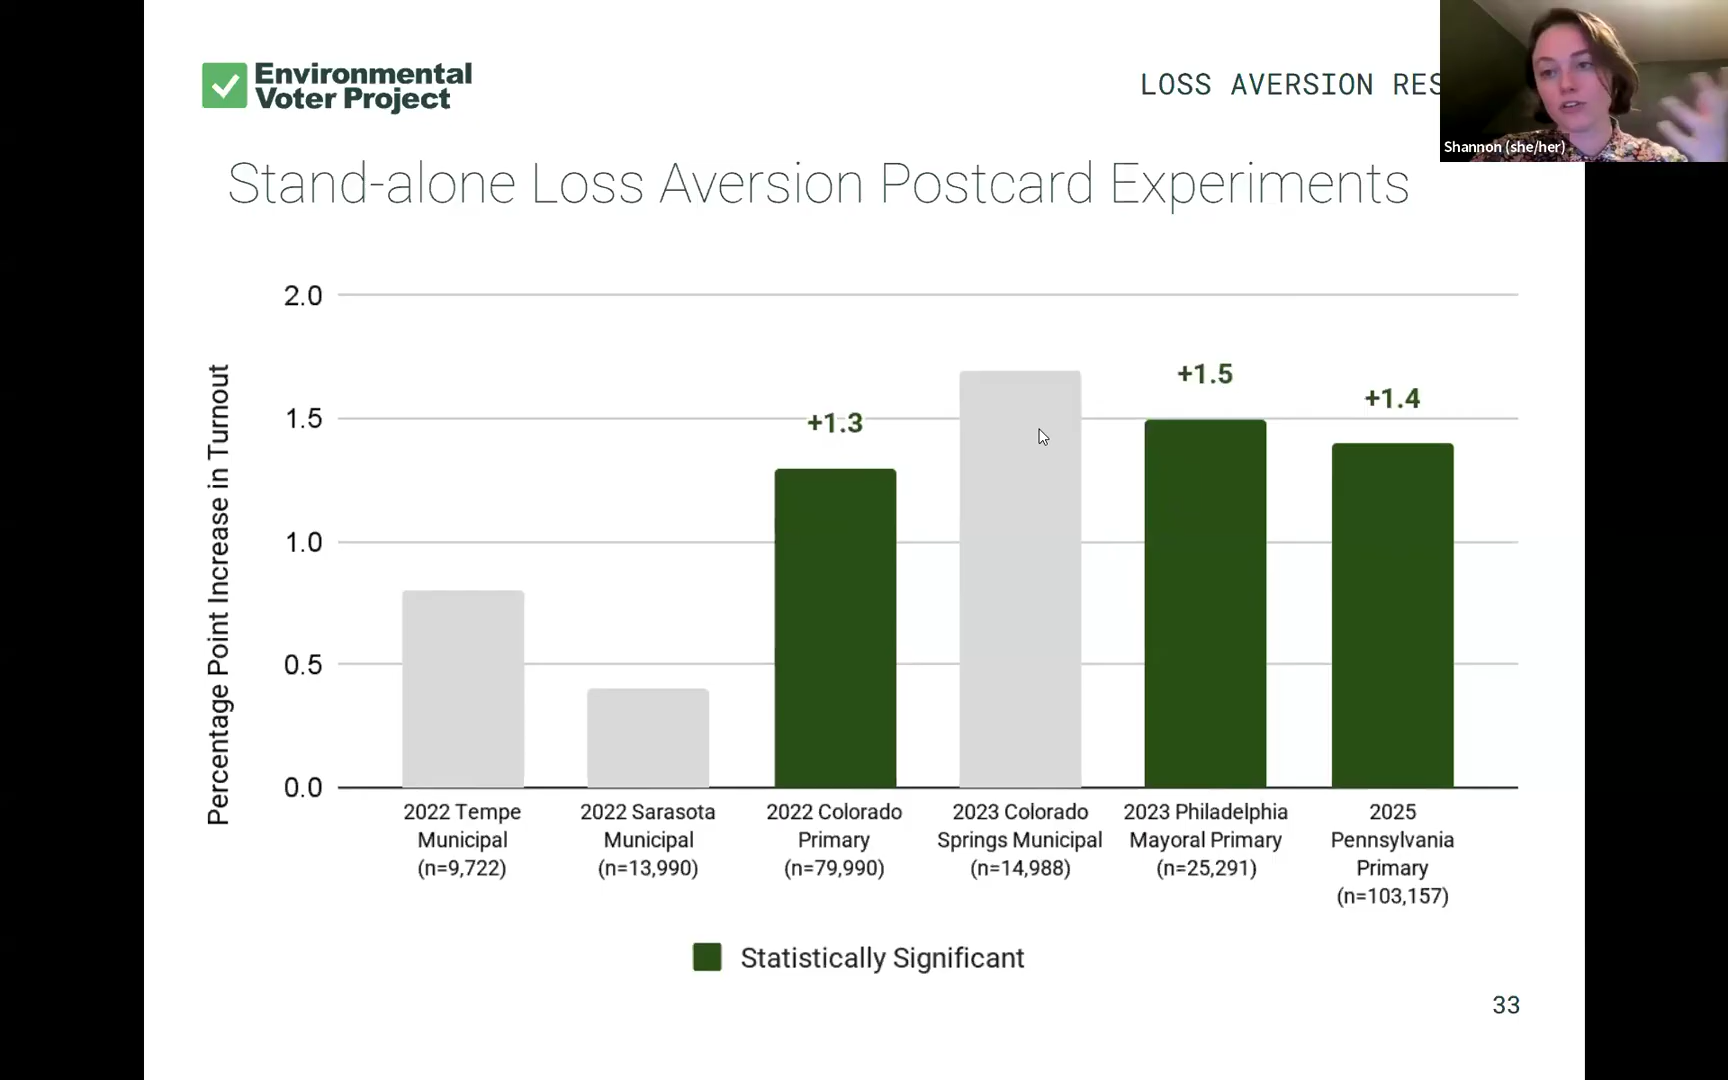 Environmental
Voter Project
LOSS AVERSION RES
Shannon (she/her)
Stand-alone Loss Aversion Postcard Experiments
Percentage Point Increase in Turnout
2.0
1.5
1.0
0.5
0.0
+1.3
+1.5
+1.4
2022 Tempe
Municipal
(n=9,722)
2022 Sarasota
Municipal
(n=13,990)
2022 Colorado
Primary
(n=79,990)
2023 Colorado
Springs Municipal
(n=14,988)
2023 Philadelphia
Mayoral Primary
(n=25,291)
2025
Pennsylvania
Primary
(n=103,157)
Statistically Significant
33